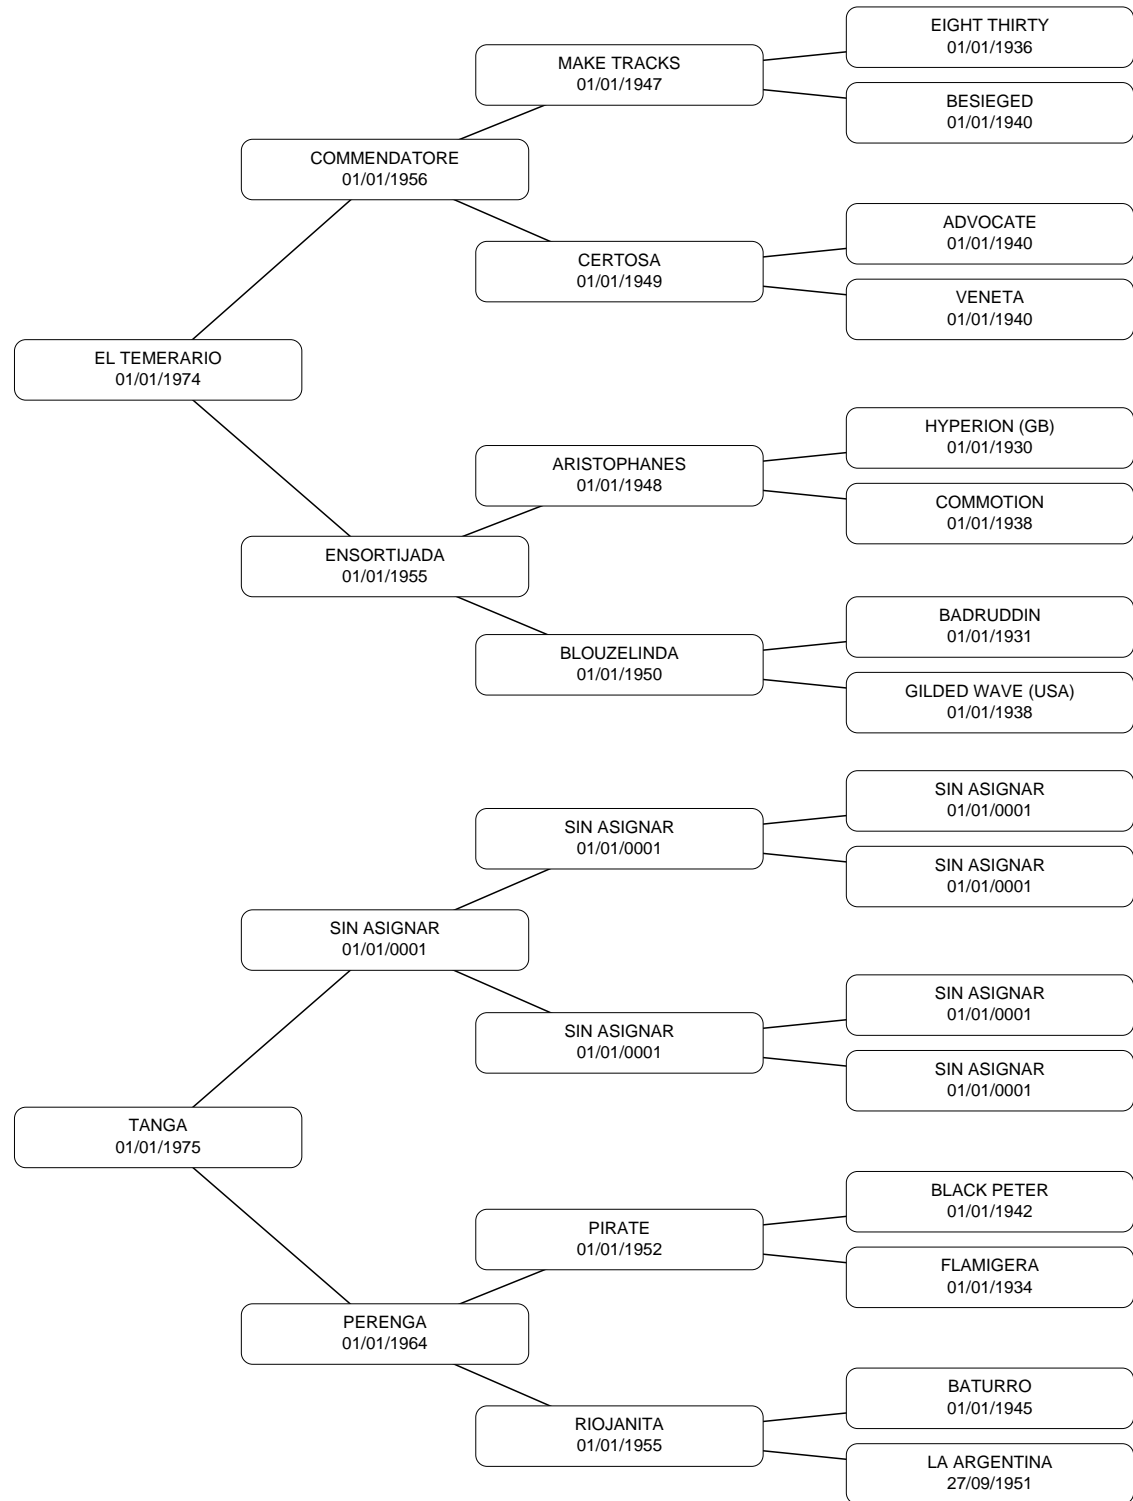 EIGHT THIRTY
01/01/1936
MAKE TRACKS
01/01/1947
BESIEGED
01/01/1940
COMMENDATORE
01/01/1956
ADVOCATE
01/01/1940
CERTOSA
01/01/1949
VENETA
01/01/1940
EL TEMERARIO
01/01/1974
HYPERION (GB)
01/01/1930
ARISTOPHANES
01/01/1948
COMMOTION
01/01/1938
ENSORTIJADA
01/01/1955
BADRUDDIN
01/01/1931
BLOUZELINDA
01/01/1950
GILDED WAVE (USA)
01/01/1938
SIN ASIGNAR
01/01/0001
SIN ASIGNAR
01/01/0001
SIN ASIGNAR
01/01/0001
SIN ASIGNAR
01/01/0001
SIN ASIGNAR
01/01/0001
SIN ASIGNAR
01/01/0001
SIN ASIGNAR
01/01/0001
TANGA
01/01/1975
BLACK PETER
01/01/1942
PIRATE
01/01/1952
FLAMIGERA
01/01/1934
PERENGA
01/01/1964
BATURRO
01/01/1945
RIOJANITA
01/01/1955
LA ARGENTINA
27/09/1951